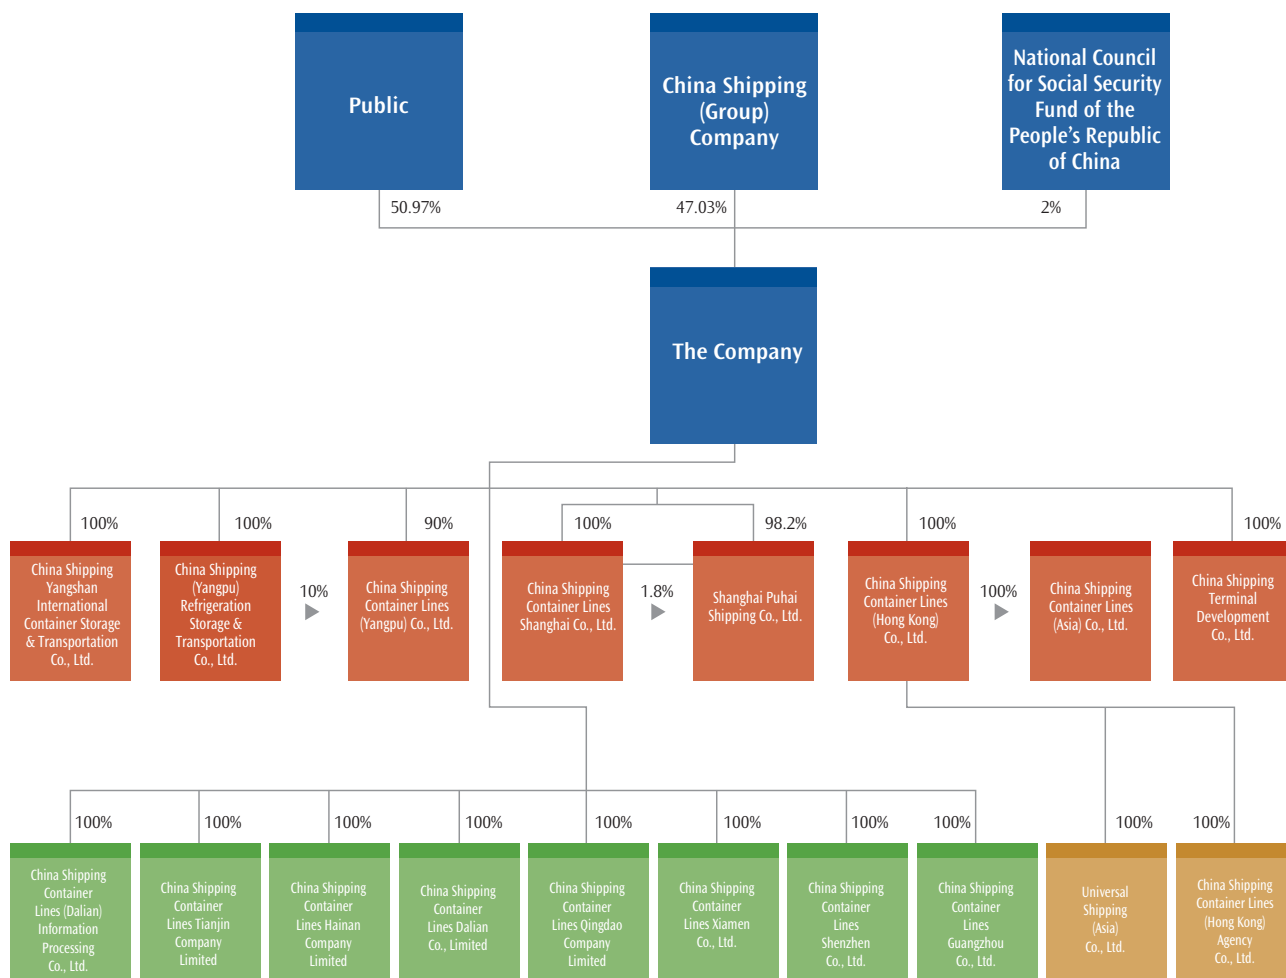 Public
China Shipping
(Group)
Company
National Council
for Social Security
Fund of the
People's Republic
of China
50.97%
47.03%
2%
The Company
100%
100%
90%
100%
98.2%
100%
100%
China Shipping
Yangshan
International
Container Storage
& Transportation
Co., Ltd.
China Shipping
(Yangpu)
Refrigeration
Storage &
Transportation
Co., Ltd.
10%
China Shipping
Container Lines
(Yangpu) Co., Ltd.
China Shipping
Container Lines
Shanghai Co., Ltd.
1.8%
Shanghai Puhai
Shipping Co., Ltd.
China Shipping
Container Lines
(Hong Kong)
Co., Ltd.
100%
China Shipping
Container Lines
(Asia) Co., Ltd.
China Shipping
Terminal
Development
Co., Ltd.
100%
100%
100%
100%
100%
100%
100%
100%
100%
100%
China Shipping
Container
Lines (Dalian)
Information
Processing
Co., Ltd.
China Shipping
Container
Lines Tianjin
Company
Limited
China Shipping
Container
Lines Hainan
Company
Limited
China Shipping
Container
Lines Dalian
Co., Limited
China Shipping
Container
Lines Qingdao
Company
Limited
China Shipping
Container
Lines Xiamen
Co., Ltd.
China Shipping
Container
Lines
Shenzhen
Co., Ltd.
China Shipping
Container
Lines
Guangzhou
Co., Ltd.
Universal
Shipping
(Asia)
Co., Ltd.
China Shipping
Container Lines
(Hong Kong)
Agency
Co., Ltd.